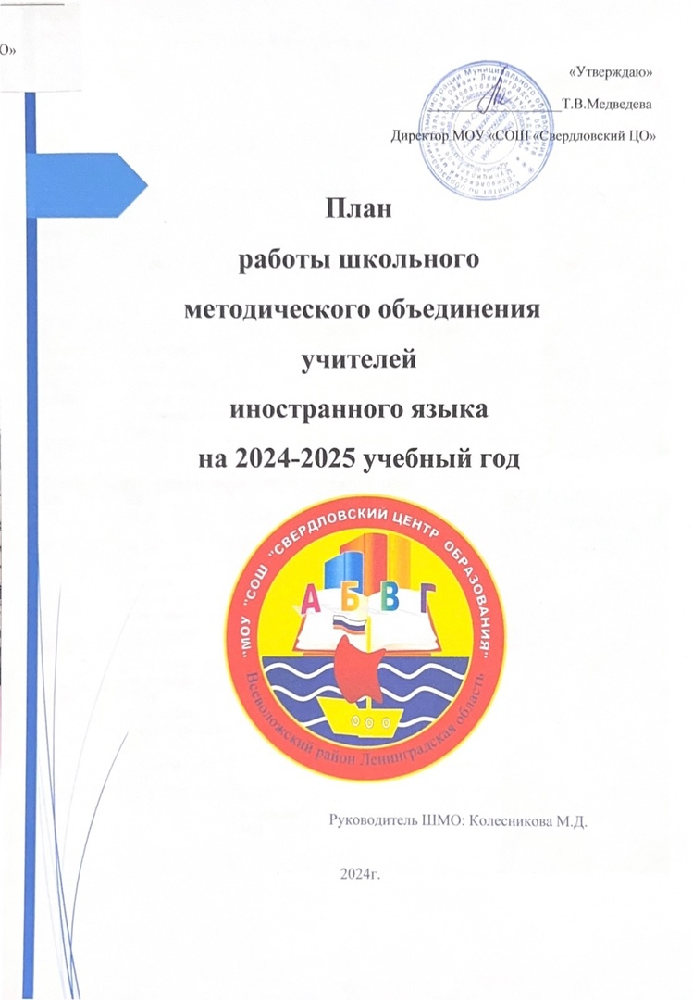 О»
«Утверждаю»
Т.В.Медведева
Директор МОУ «СОШ «Свердловский ЦО»
План
работы школьного
методического объединения
учителей
иностранного языка
на 2024-2025 учебный год
"МОУ "СОШ "СВЕРДЛОВСКИЙ ЦЕНТР ОБРАЗОВАНИЯ"
А Б В Г
Всеволожский район Ленинградская область
Руководитель ШМО: Колесникова М.Д.
2024г.